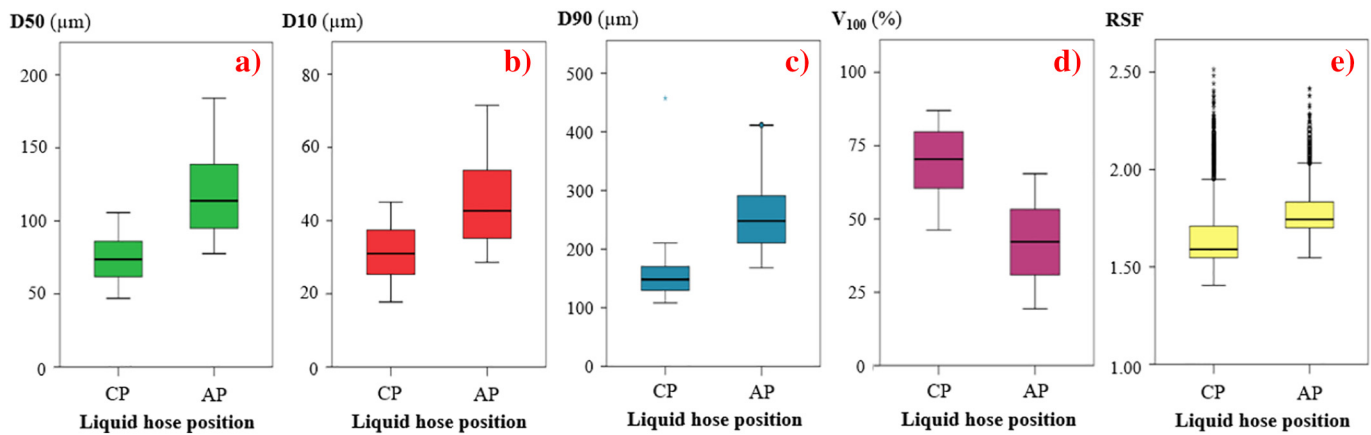 D50 (µm)
a)
200
150
100
50
0
CP AP
Liquid hose position
D10 (µm)
b)
80
60
40
20
0
CP AP
Liquid hose position
D90 (µm)
c)
500
400
300
200
100
0
CP AP
Liquid hose position
V₁₀₀ (%)
d)
100
75
50
25
0
CP AP
Liquid hose position
RSF
e)
2.50
2.00
1.50
1.00
CP AP
Liquid hose position